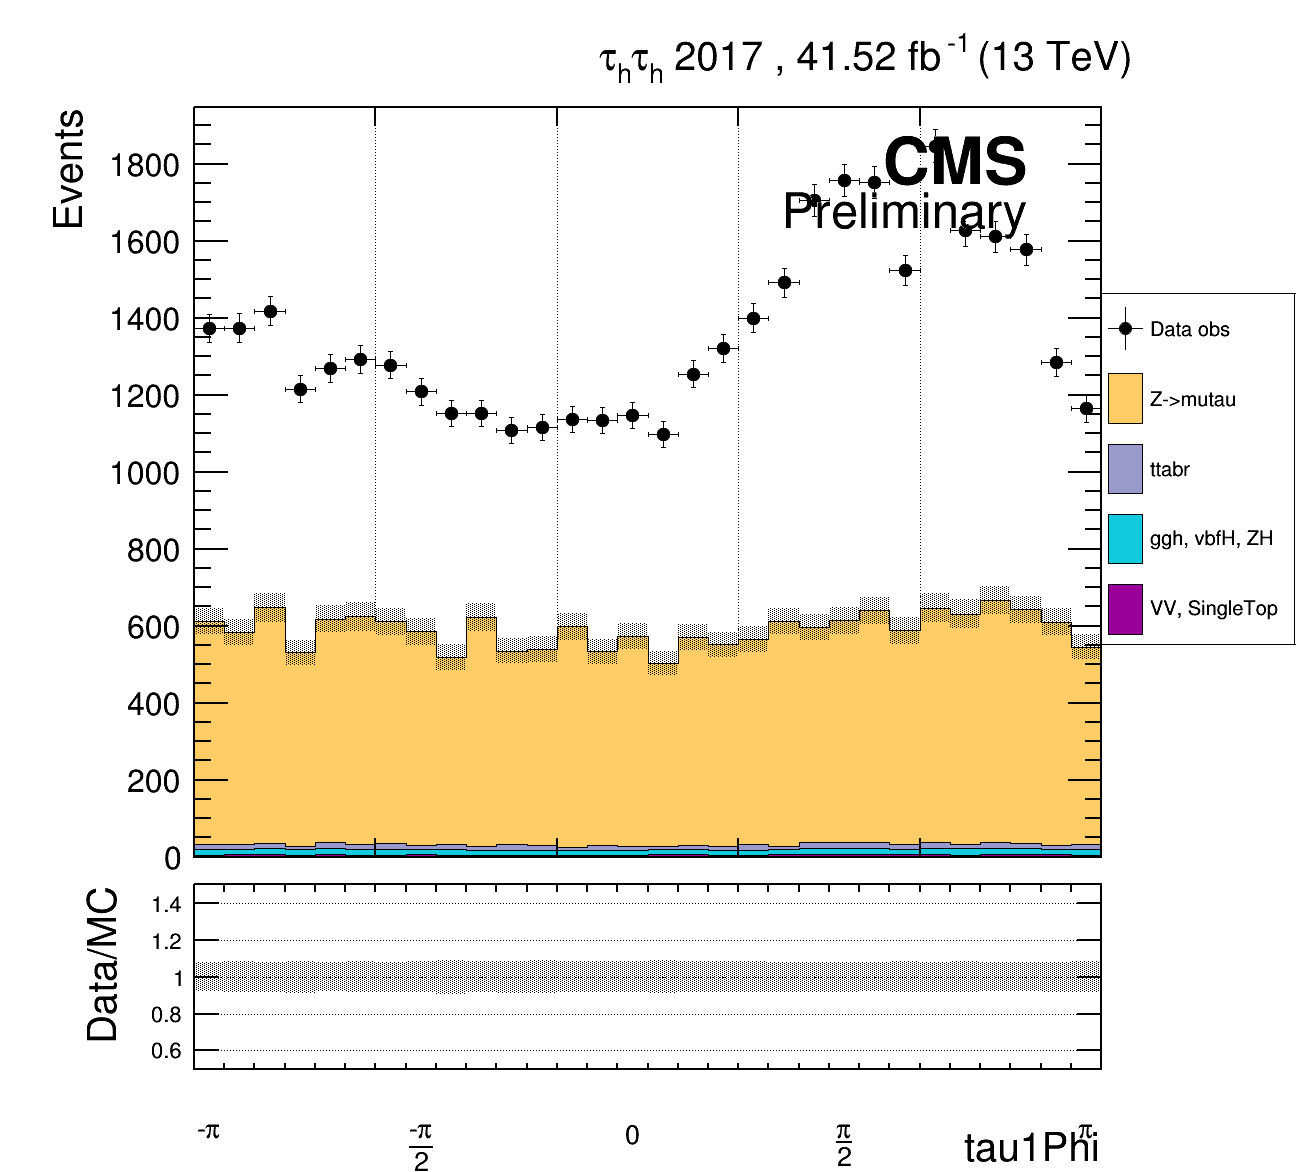 τhτh 2017 , 41.52 fb-1 (13 TeV)
Events
1800
1600
1400
1200
1000
800
600
400
200
0
CMS
Preliminary
Data obs
Z->mutau
ttabr
ggh, vbfH, ZH
VV, SingleTop
Data/MC
1.4
1.2
1
0.8
0.6
-π
-π
2
0
π
2
π
tau1Phi